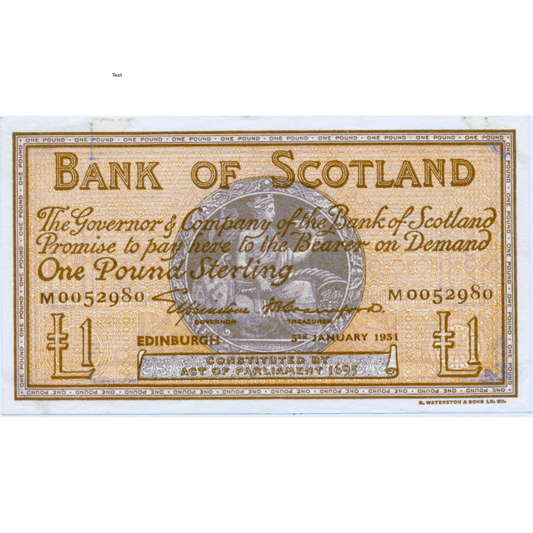 Text
ONE POUND · ONE POUND · ONE POUND · ONE POUND · ONE POUND · ONE POUND · ONE POUND · ONE POUND · ONE POUND
BANK OF SCOTLAND
The Governor & Company of the Bank of Scotland
Promise to pay here to the Bearer on Demand
One Pound Sterling
M0052980 M0052980
GOVERNOR TREASURER
EDINBURGH 5TH JANUARY 1951
£1 £1
CONSTITUTED BY
ACT OF PARLIAMENT 1695
G. WATERSTON & SONS LD. ED.